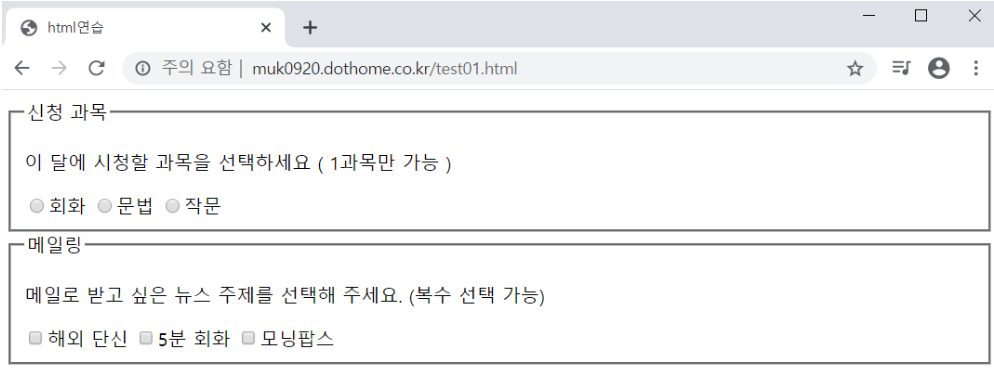 html연습
주의 요함 | muk0920.dothome.co.kr/test01.html
신청 과목
이 달에 시청할 과목을 선택하세요 ( 1과목만 가능 )
회화 문법 작문
메일링
메일로 받고 싶은 뉴스 주제를 선택해 주세요. (복수 선택 가능)
해외 단신 5분 회화 모닝팝스